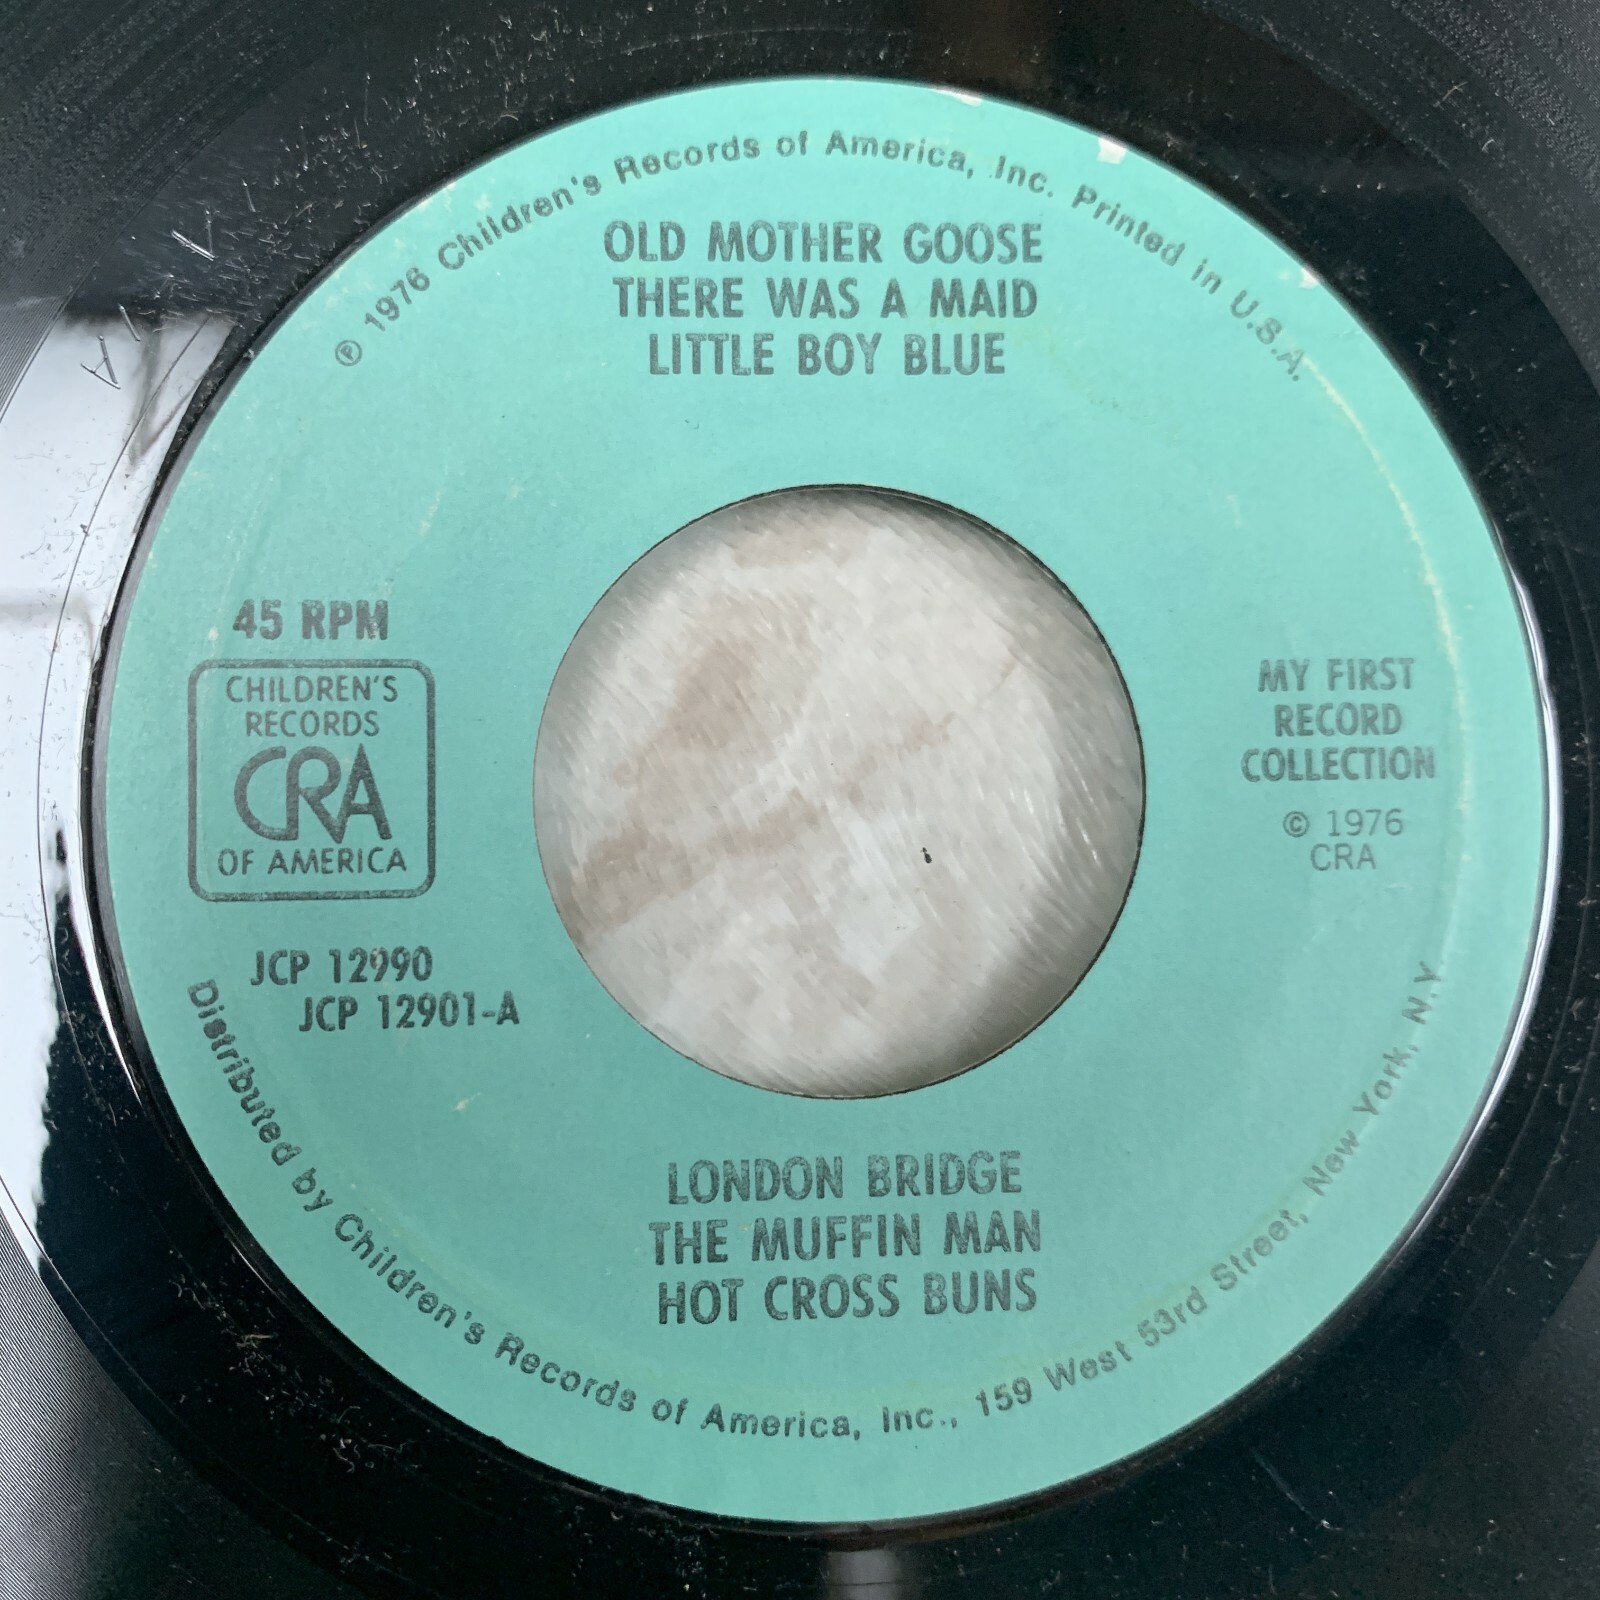 ℗ 1976 Children's Records of America, Inc. Printed in U.S.A.
OLD MOTHER GOOSE
THERE WAS A MAID
LITTLE BOY BLUE
45 RPM
CHILDREN'S
RECORDS
CRA
OF AMERICA
JCP 12990
JCP 12901-A
MY FIRST
RECORD
COLLECTION
© 1976
CRA
LONDON BRIDGE
THE MUFFIN MAN
HOT CROSS BUNS
Distributed by Children's Records of America, Inc., 159 West 53rd Street, New York, N.Y.